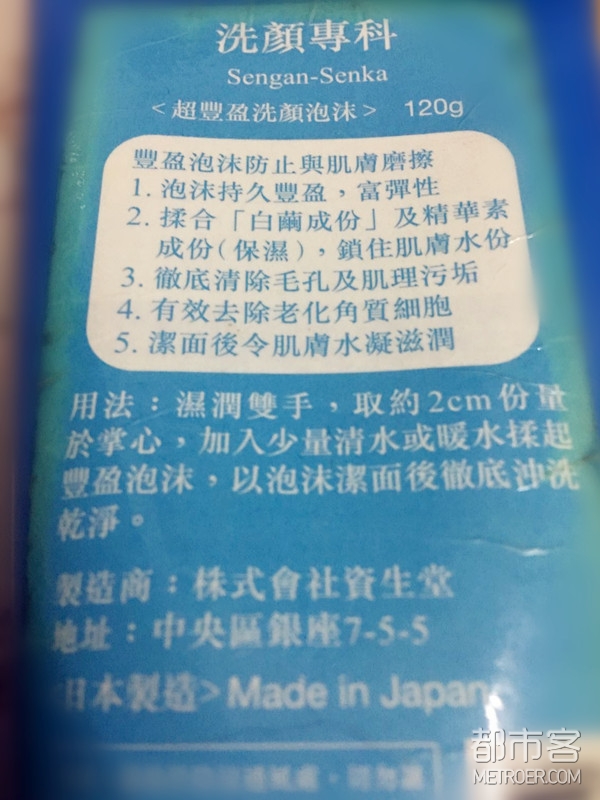 洗顏專科
Sengan-Senka
＜超豐盈洗顏泡沫＞ 120g
豐盈泡沫防止與肌膚磨擦
1. 泡沫持久豐盈，富彈性
2. 揉合「白繭成份」及精華素
成份(保濕)，鎖住肌膚水份
3. 徹底清除毛孔及肌理污垢
4. 有效去除老化角質細胞
5. 潔面後令肌膚水凝滋潤
用法：濕潤雙手，取約2cm份量
於掌心，加入少量清水或暖水揉起
豐盈泡沫，以泡沫潔面後徹底沖洗
乾淨。
製造商：株式會社資生堂
地址：中央區銀座7-5-5
日本製造> Made in Japan
都市客
METROER.COM